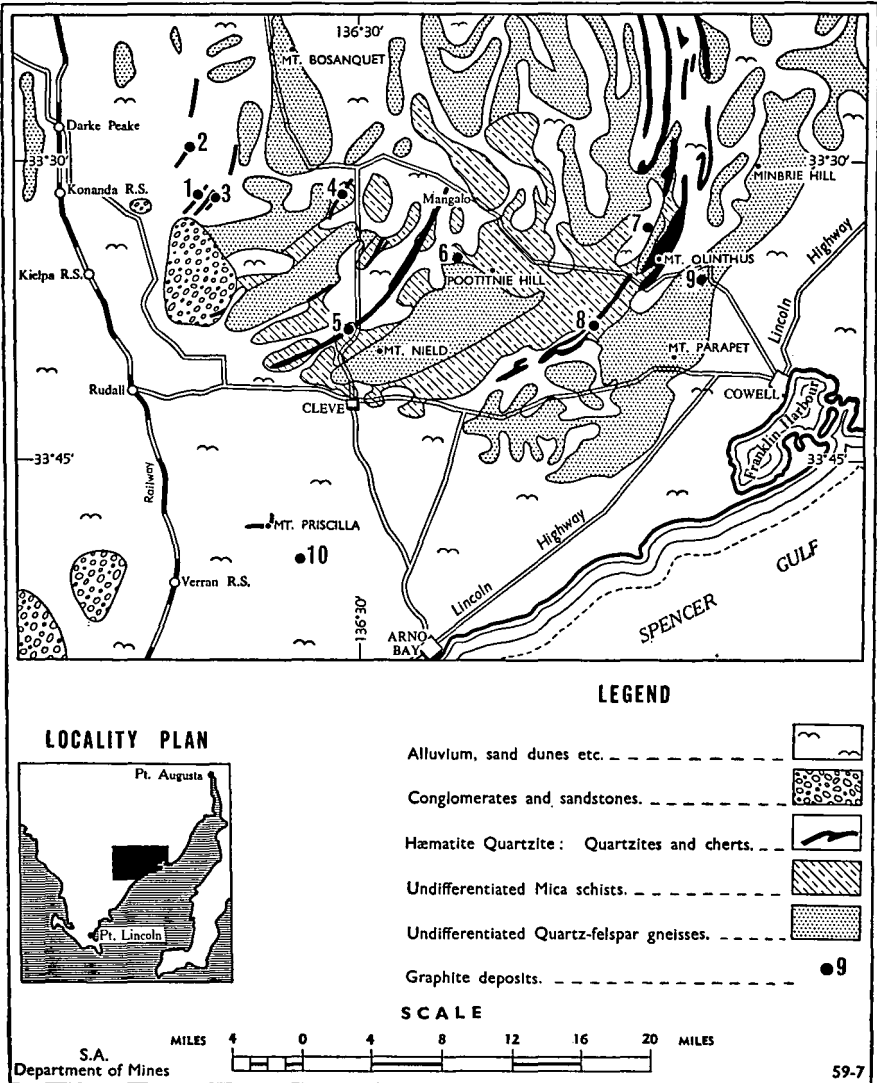 136°30'
MT. BOSANQUET
Darke Peake
2
33°30'
33°30'
MINBRIE HILL
1
3
4
Konanda R.S.
Mangalo
7
Highway
Kielpa R.S.
6
MT. OLINTHUS
POOTITNIE HILL
9
Lincoln
5
8
MT. NIELD
MT. PARAPET
Rudall
CLEVE
COWELL
Franklin Harbour
33°45'
33°45'
Railway
MT. PRISCILLA
Highway
GULF
10
Verran R.S.
Lincoln
SPENCER
136°30'
ARNO
BAY
LEGEND
LOCALITY PLAN
Pt. Augusta
Pt. Lincoln
Alluvium, sand dunes etc.
Conglomerates and sandstones.
Hæmatite Quartzite: Quartzites and cherts.
Undifferentiated Mica schists.
Undifferentiated Quartz-felspar gneisses.
Graphite deposits. 9
SCALE
MILES 4 0 4 8 12 16 20 MILES
S.A.
Department of Mines
59-7